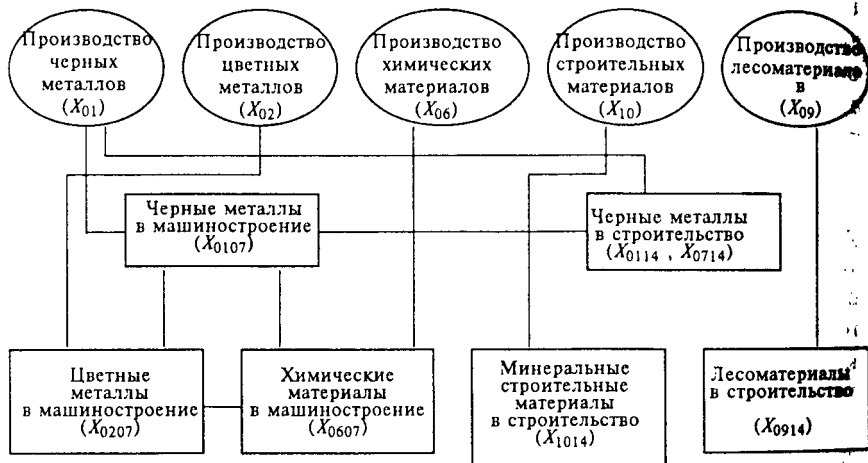 Производство
черных
металлов
(X01)
Производство
цветных
металлов
(X02)
Производство
химических
материалов
(X06)
Производство
строительных
материалов
(X10)
Производство
лесоматериало
в
(X09)
Черные металлы
в машиностроение
(X0107)
Черные металлы
в строительство
(X0114 , X0714)
Цветные
металлы
в машиностроение
(X0207)
Химические
материалы
в машиностроение
(X0607)
Минеральные
строительные
материалы
в строительство
(X1014)
Лесоматериалы
в строительство
(X0914)